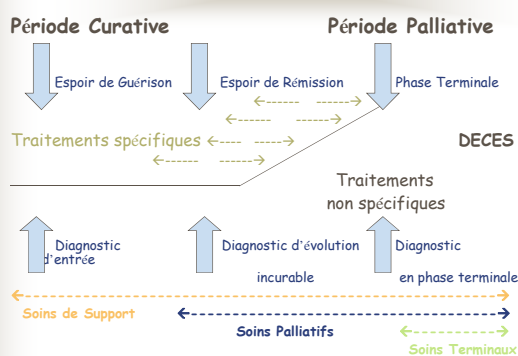 Période Curative
Période Palliative
Espoir de Guérison
Espoir de Rémission
Phase Terminale
Traitements spécifiques
DECES
Traitements
non spécifiques
Diagnostic
d'entrée
Diagnostic d'évolution
incurable
Diagnostic
en phase terminale
Soins de Support
Soins Palliatifs
Soins Terminaux